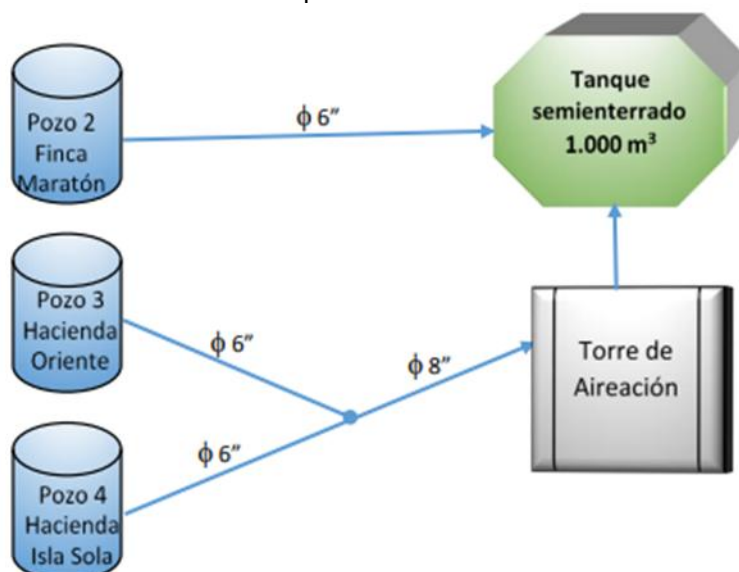 Pozo 2
Finca
Maratón
ϕ 6”
Tanque
semienterrado
1.000 m³
Pozo 3
Hacienda
Oriente
ϕ 6”
ϕ 8”
Torre de
Aireación
ϕ 6”
Pozo 4
Hacienda
Isla Sola